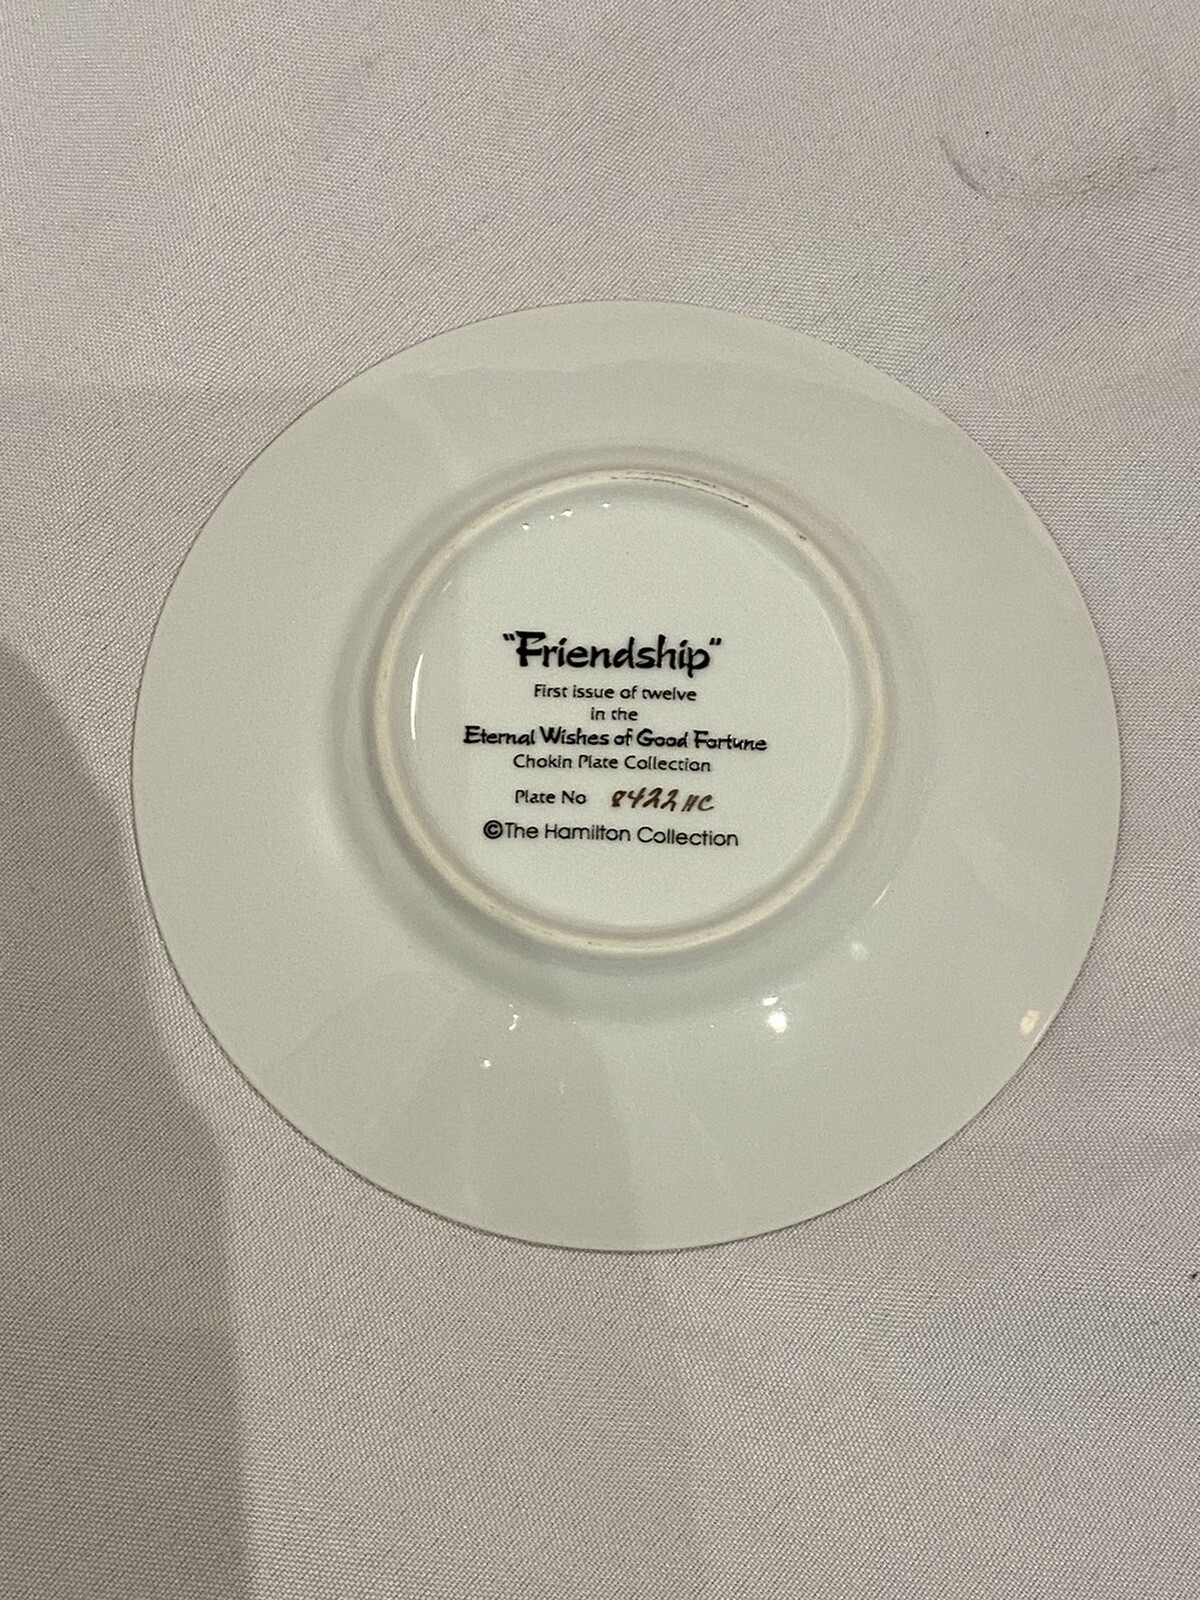 "Friendship"
First issue of twelve
in the
Eternal Wishes of Good Fortune
Chokin Plate Collection
Plate No 8422 HC
©The Hamilton Collection